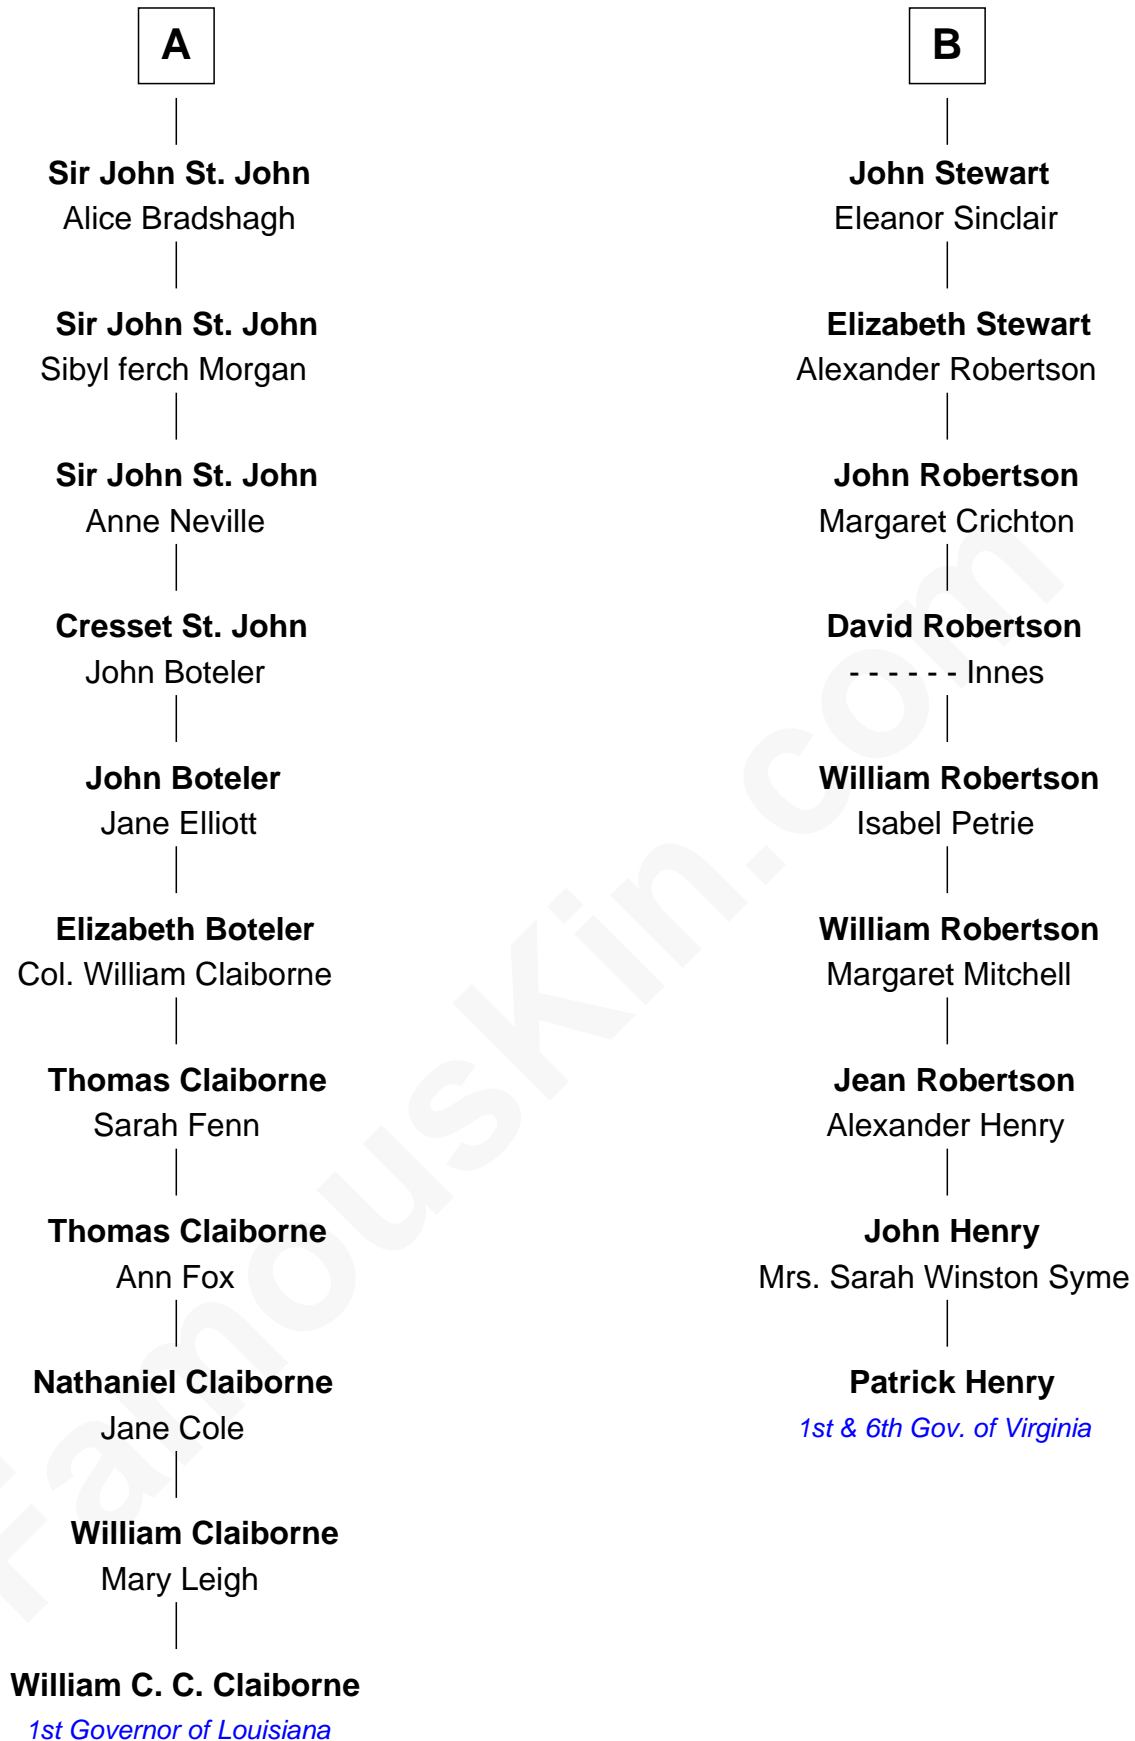 A
Sir John St. John
Alice Bradshagh
Sir John St. John
Sibyl ferch Morgan
Sir John St. John
Anne Neville
Cresset St. John
John Boteler
John Boteler
Jane Elliott
Elizabeth Boteler
Col. William Claiborne
Thomas Claiborne
Sarah Fenn
Thomas Claiborne
Ann Fox
Nathaniel Claiborne
Jane Cole
William Claiborne
Mary Leigh
William C. C. Claiborne
1st Governor of Louisiana
B
John Stewart
Eleanor Sinclair
Elizabeth Stewart
Alexander Robertson
John Robertson
Margaret Crichton
David Robertson
- - - - - - Innes
William Robertson
Isabel Petrie
William Robertson
Margaret Mitchell
Jean Robertson
Alexander Henry
John Henry
Mrs. Sarah Winston Syme
Patrick Henry
1st & 6th Gov. of Virginia
FamousKin.com